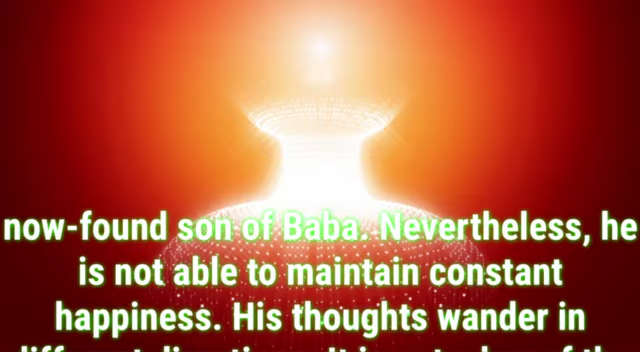 now-found son of Baba. Nevertheless, he
is not able to maintain constant
happiness. His thoughts wander in